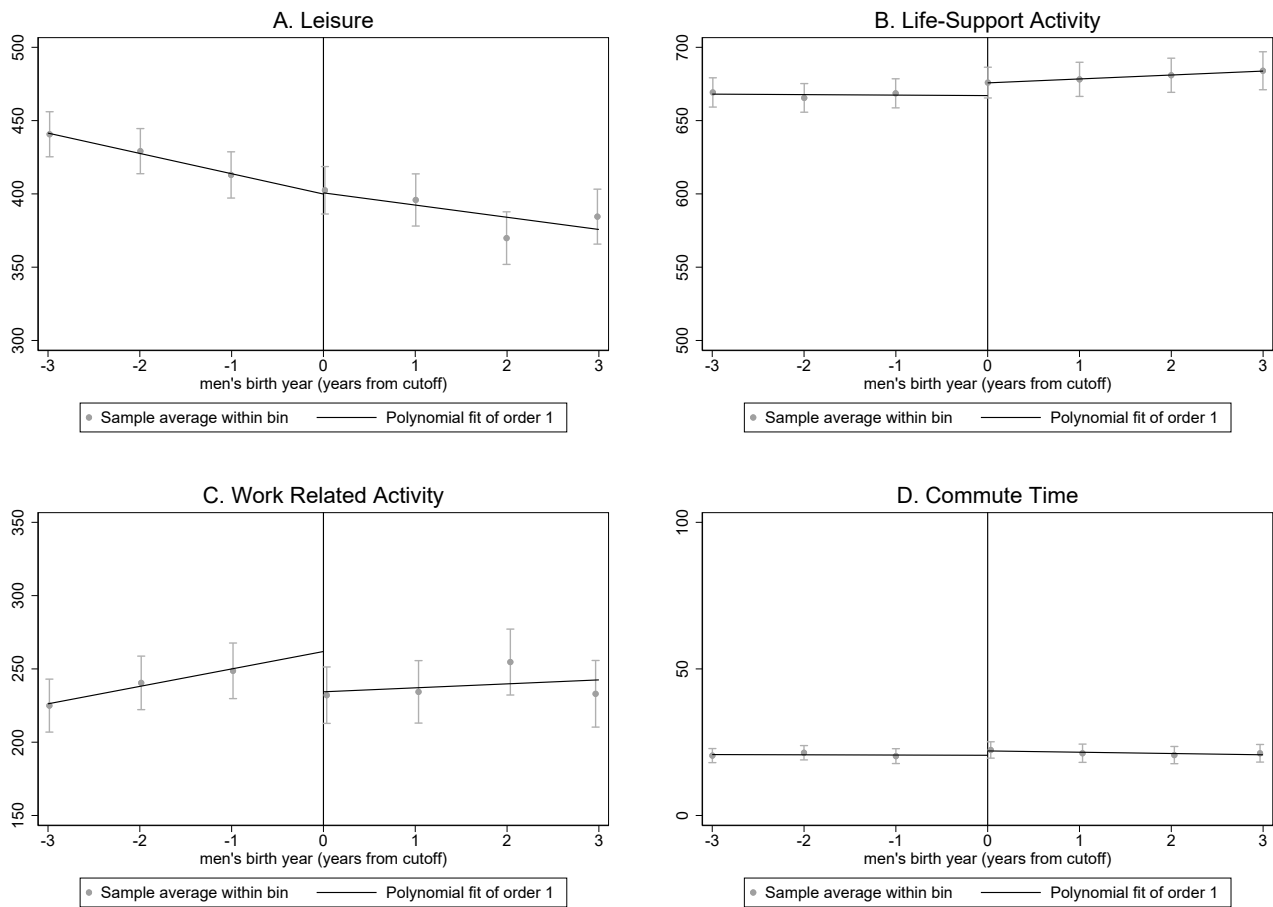 A. Leisure
500
450
400
350
300
-3 -2 -1 0 1 2 3
men's birth year (years from cutoff)
Sample average within bin Polynomial fit of order 1
B. Life-Support Activity
700
650
600
550
500
-3 -2 -1 0 1 2 3
men's birth year (years from cutoff)
Sample average within bin Polynomial fit of order 1
C. Work Related Activity
350
300
250
200
150
-3 -2 -1 0 1 2 3
men's birth year (years from cutoff)
Sample average within bin Polynomial fit of order 1
D. Commute Time
100
50
0
-3 -2 -1 0 1 2 3
men's birth year (years from cutoff)
Sample average within bin Polynomial fit of order 1